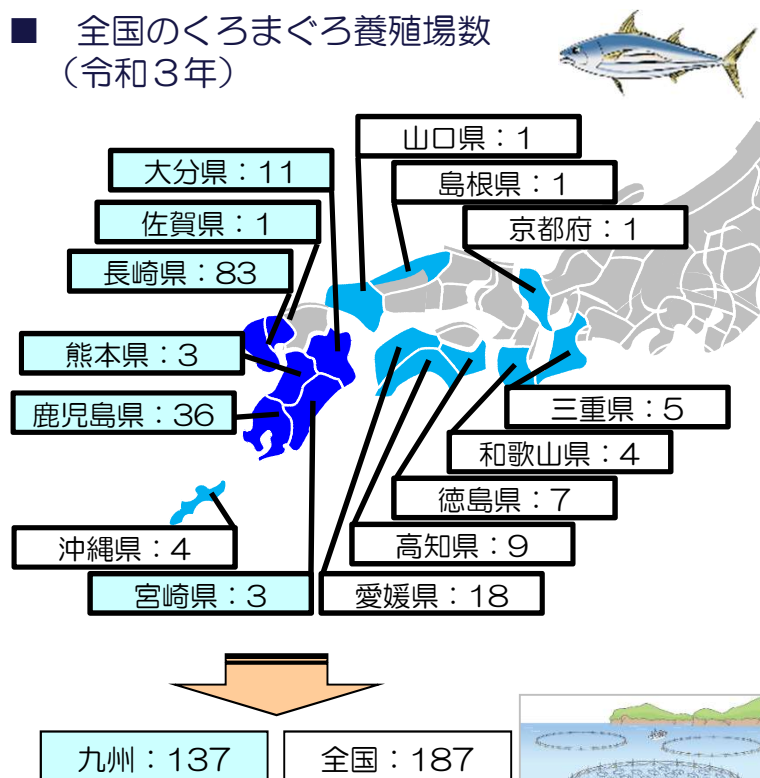 ■ 全国のくろまぐろ養殖場数
（令和３年）
山口県：1
大分県：11
島根県：1
佐賀県：1
京都府：1
長崎県：83
熊本県：3
鹿児島県：36
三重県：5
和歌山県：4
徳島県：7
沖縄県：4
高知県：9
宮崎県：3
愛媛県：18
九州：137
全国：187